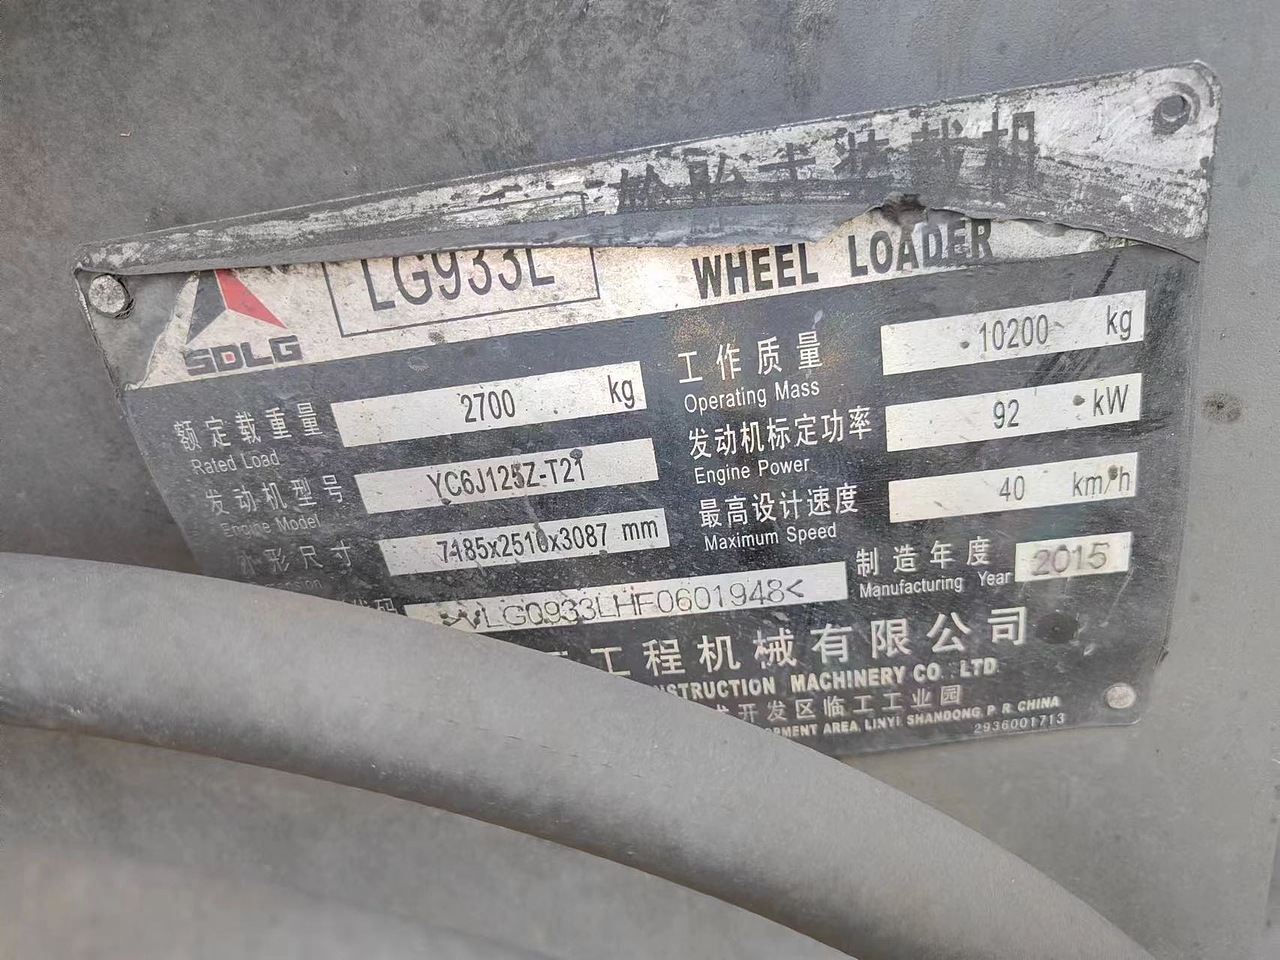 轮胎式装载机
LG933L WHEEL LOADER
SDLG
额定载重量 2700 kg
Rated Load
工作质量 10200 kg
Operating Mass
发动机型号 YC6J125Z-T21
Engine Model
发动机标定功率 92 kW
Engine Power
外形尺寸 7185x2510x3087 mm
最高设计速度 40 km/h
Maximum Speed
代码 LG0933LHF0601948<
制造年度 2015
Manufacturing Year
工程机械有限公司
MACHINERY CO. LTD
开发区临工工业园
AREA, LINYI SHANDONG, P. R. CHINA
2936001713